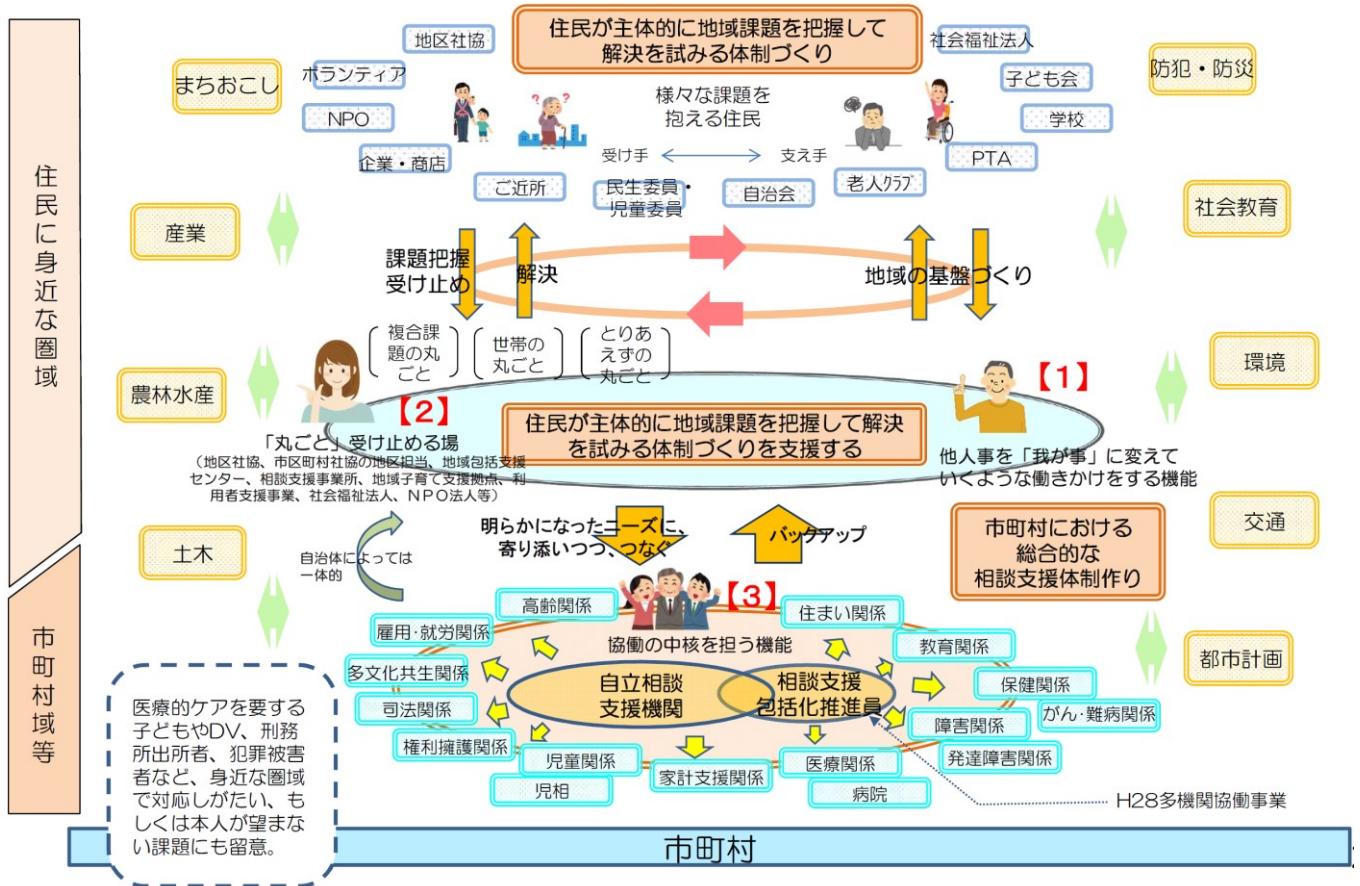 住民に身近な圏域
市町村域等
住民が主体的に地域課題を把握して
解決を試みる体制づくり
地区社協
社会福祉法人
まちおこし
ボランティア
子ども会
防犯・防災
NPO
学校
企業・商店
PTA
ご近所
民生委員・
児童委員
自治会
老人クラブ
様々な課題を
抱える住民
受け手
支え手
?
?
産業
社会教育
課題把握
受け止め
解決
地域の基盤づくり
複合課
題の丸
ごと
世帯の
丸ごと
とりあ
えずの
丸ごと
農林水産
環境
【2】
【1】
住民が主体的に地域課題を把握して解決
を試みる体制づくりを支援する
「丸ごと」受け止める場
(地区社協、市区町村社協の地区担当、地域包括支援
センター、相談支援事業所、地域子育て支援拠点、利
用者支援事業、社会福祉法人、NPO法人等)
他人事を「我が事」に変えて
いくような働きかけをする機能
土木
自治体によっては
一体的
明らかになったニーズに、
寄り添いつつ、つなぐ
バックアップ
市町村における
総合的な
相談支援体制作り
交通
【3】
協働の中核を担う機能
高齢関係
住まい関係
雇用・就労関係
教育関係
多文化共生関係
保健関係
司法関係
がん・難病関係
権利擁護関係
障害関係
発達障害関係
児童関係
児相
家計支援関係
医療関係
病院
自立相談
支援機関
相談支援
包括化推進員
都市計画
H28多機関協働事業
医療的ケアを要する
子どもやDV、刑務
所出所者、犯罪被害
者など、身近な圏域
で対応しがたい、も
しくは本人が望まな
い課題にも留意。
市町村